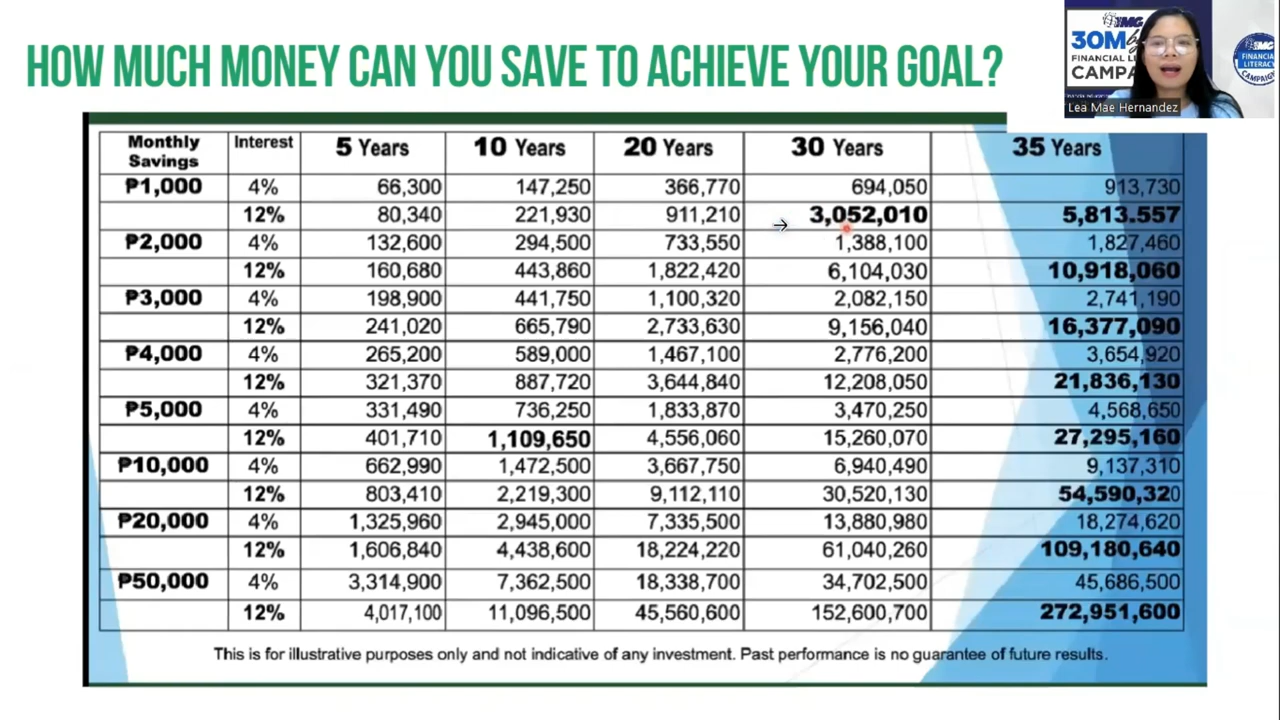 HOW MUCH MONEY CAN YOU SAVE TO ACHIEVE YOUR GOAL?
IMG
30M
FINANCIAL
CAMPA
IMG
FINANCIAL
LITERACY
CAMPAIGN
Lea Mae Hernandez
Monthly Savings Interest 5 Years 10 Years 20 Years 30 Years 35 Years
₱1,000 4% 66,300 147,250 366,770 694,050 913,730
12% 80,340 221,930 911,210 → 3,052,010 5,813.557
₱2,000 4% 132,600 294,500 733,550 1,388,100 1,827,460
12% 160,680 443,860 1,822,420 6,104,030 10,918,060
₱3,000 4% 198,900 441,750 1,100,320 2,082,150 2,741,190
12% 241,020 665,790 2,733,630 9,156,040 16,377,090
₱4,000 4% 265,200 589,000 1,467,100 2,776,200 3,654,920
12% 321,370 887,720 3,644,840 12,208,050 21,836,130
₱5,000 4% 331,490 736,250 1,833,870 3,470,250 4,568,650
12% 401,710 1,109,650 4,556,060 15,260,070 27,295,160
₱10,000 4% 662,990 1,472,500 3,667,750 6,940,490 9,137,310
12% 803,410 2,219,300 9,112,110 30,520,130 54,590,320
₱20,000 4% 1,325,960 2,945,000 7,335,500 13,880,980 18,274,620
12% 1,606,840 4,438,600 18,224,220 61,040,260 109,180,640
₱50,000 4% 3,314,900 7,362,500 18,338,700 34,702,500 45,686,500
12% 4,017,100 11,096,500 45,560,600 152,600,700 272,951,600
This is for illustrative purposes only and not indicative of any investment. Past performance is no guarantee of future results.